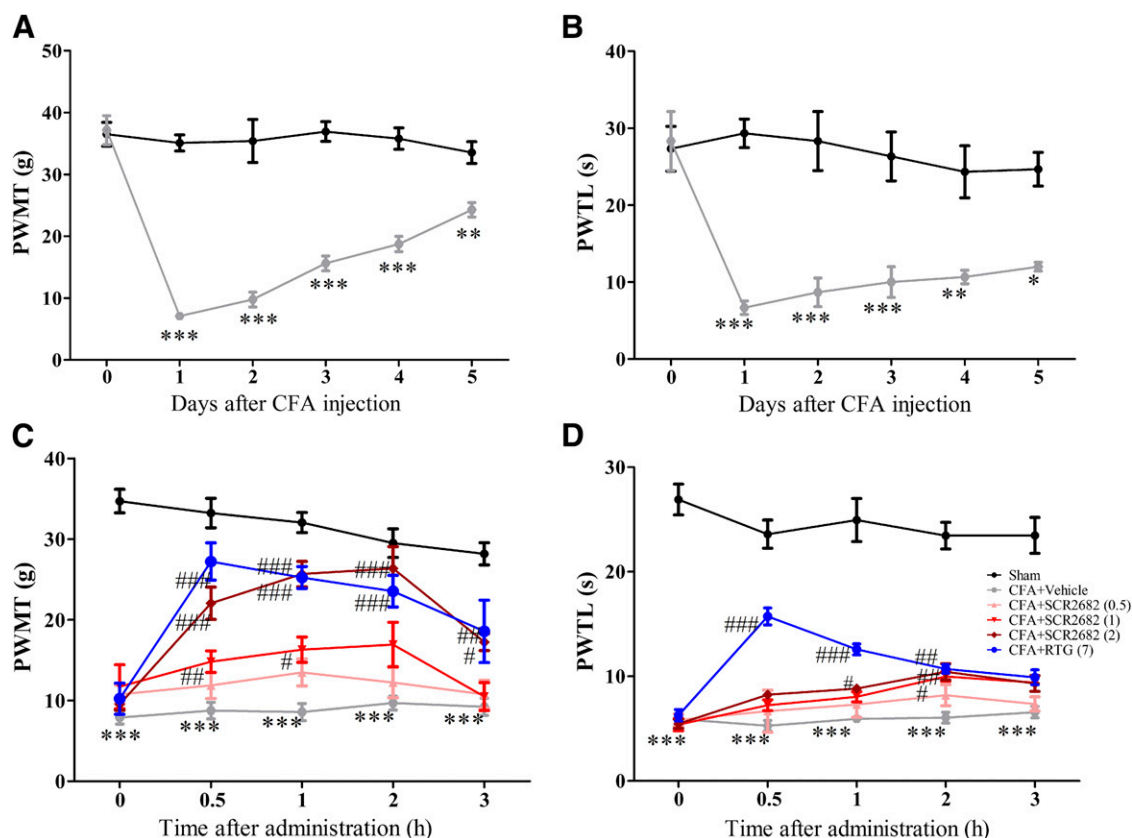 A
50
40
30
20
10
0
PWMT (g)
***
***
***
***
**
0 1 2 3 4 5
Days after CFA injection
B
40
30
20
10
0
PWTL (s)
***
***
***
**
*
0 1 2 3 4 5
Days after CFA injection
C
40
30
20
10
0
PWMT (g)
###
###
##
###
###
#
###
###
##
#
***
***
***
***
***
0 0.5 1 2 3
Time after administration (h)
D
30
20
10
0
PWTL (s)
Sham
CFA+Vehicle
CFA+SCR2682 (0.5)
CFA+SCR2682 (1)
CFA+SCR2682 (2)
CFA+RTG (7)
###
###
#
##
##
#
***
***
***
***
***
0 0.5 1 2 3
Time after administration (h)